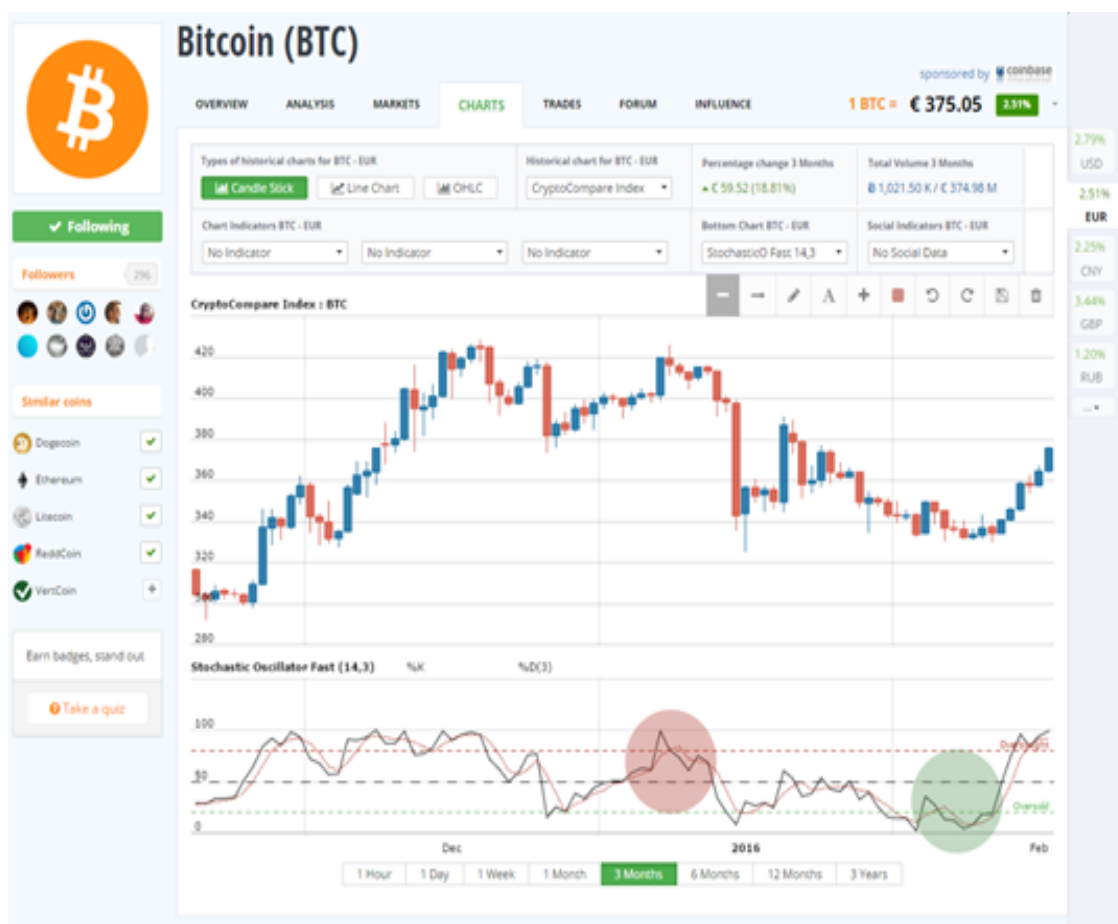 Bitcoin (BTC)
sponsored by coinbase
OVERVIEW ANALYSIS MARKETS CHARTS TRADES FORUM INFLUENCE
1 BTC = € 375.05 2.51%
Types of historical charts for BTC - EUR
Candle Stick Line Chart OHLC
Historical chart for BTC - EUR
CryptoCompare Index
Percentage change 3 Months
€ 59.52 (18.81%)
Total Volume 3 Months
Ƀ 1,021.50 K / € 374.98 M
Chart Indicators BTC - EUR
No Indicator No Indicator No Indicator
Bottom Chart BTC - EUR
StochasticO Fast 14,3
Social Indicators BTC - EUR
No Social Data
2.79%
USD
2.51%
EUR
2.25%
CNY
3.44%
GBP
1.20%
RUB
...
Following
Followers 296
Similar coins
Dogecoin
Ethereum
Litecoin
ReddCoin
VertCoin
Earn badges, stand out
Take a quiz
CryptoCompare Index : BTC
A
420
400
380
360
340
320
300
280
Stochastic Oscillator Fast (14,3) %K %D(3)
100
Overbought
50
Oversold
0
Dec 2016 Feb
1 Hour 1 Day 1 Week 1 Month 3 Months 6 Months 12 Months 3 Years